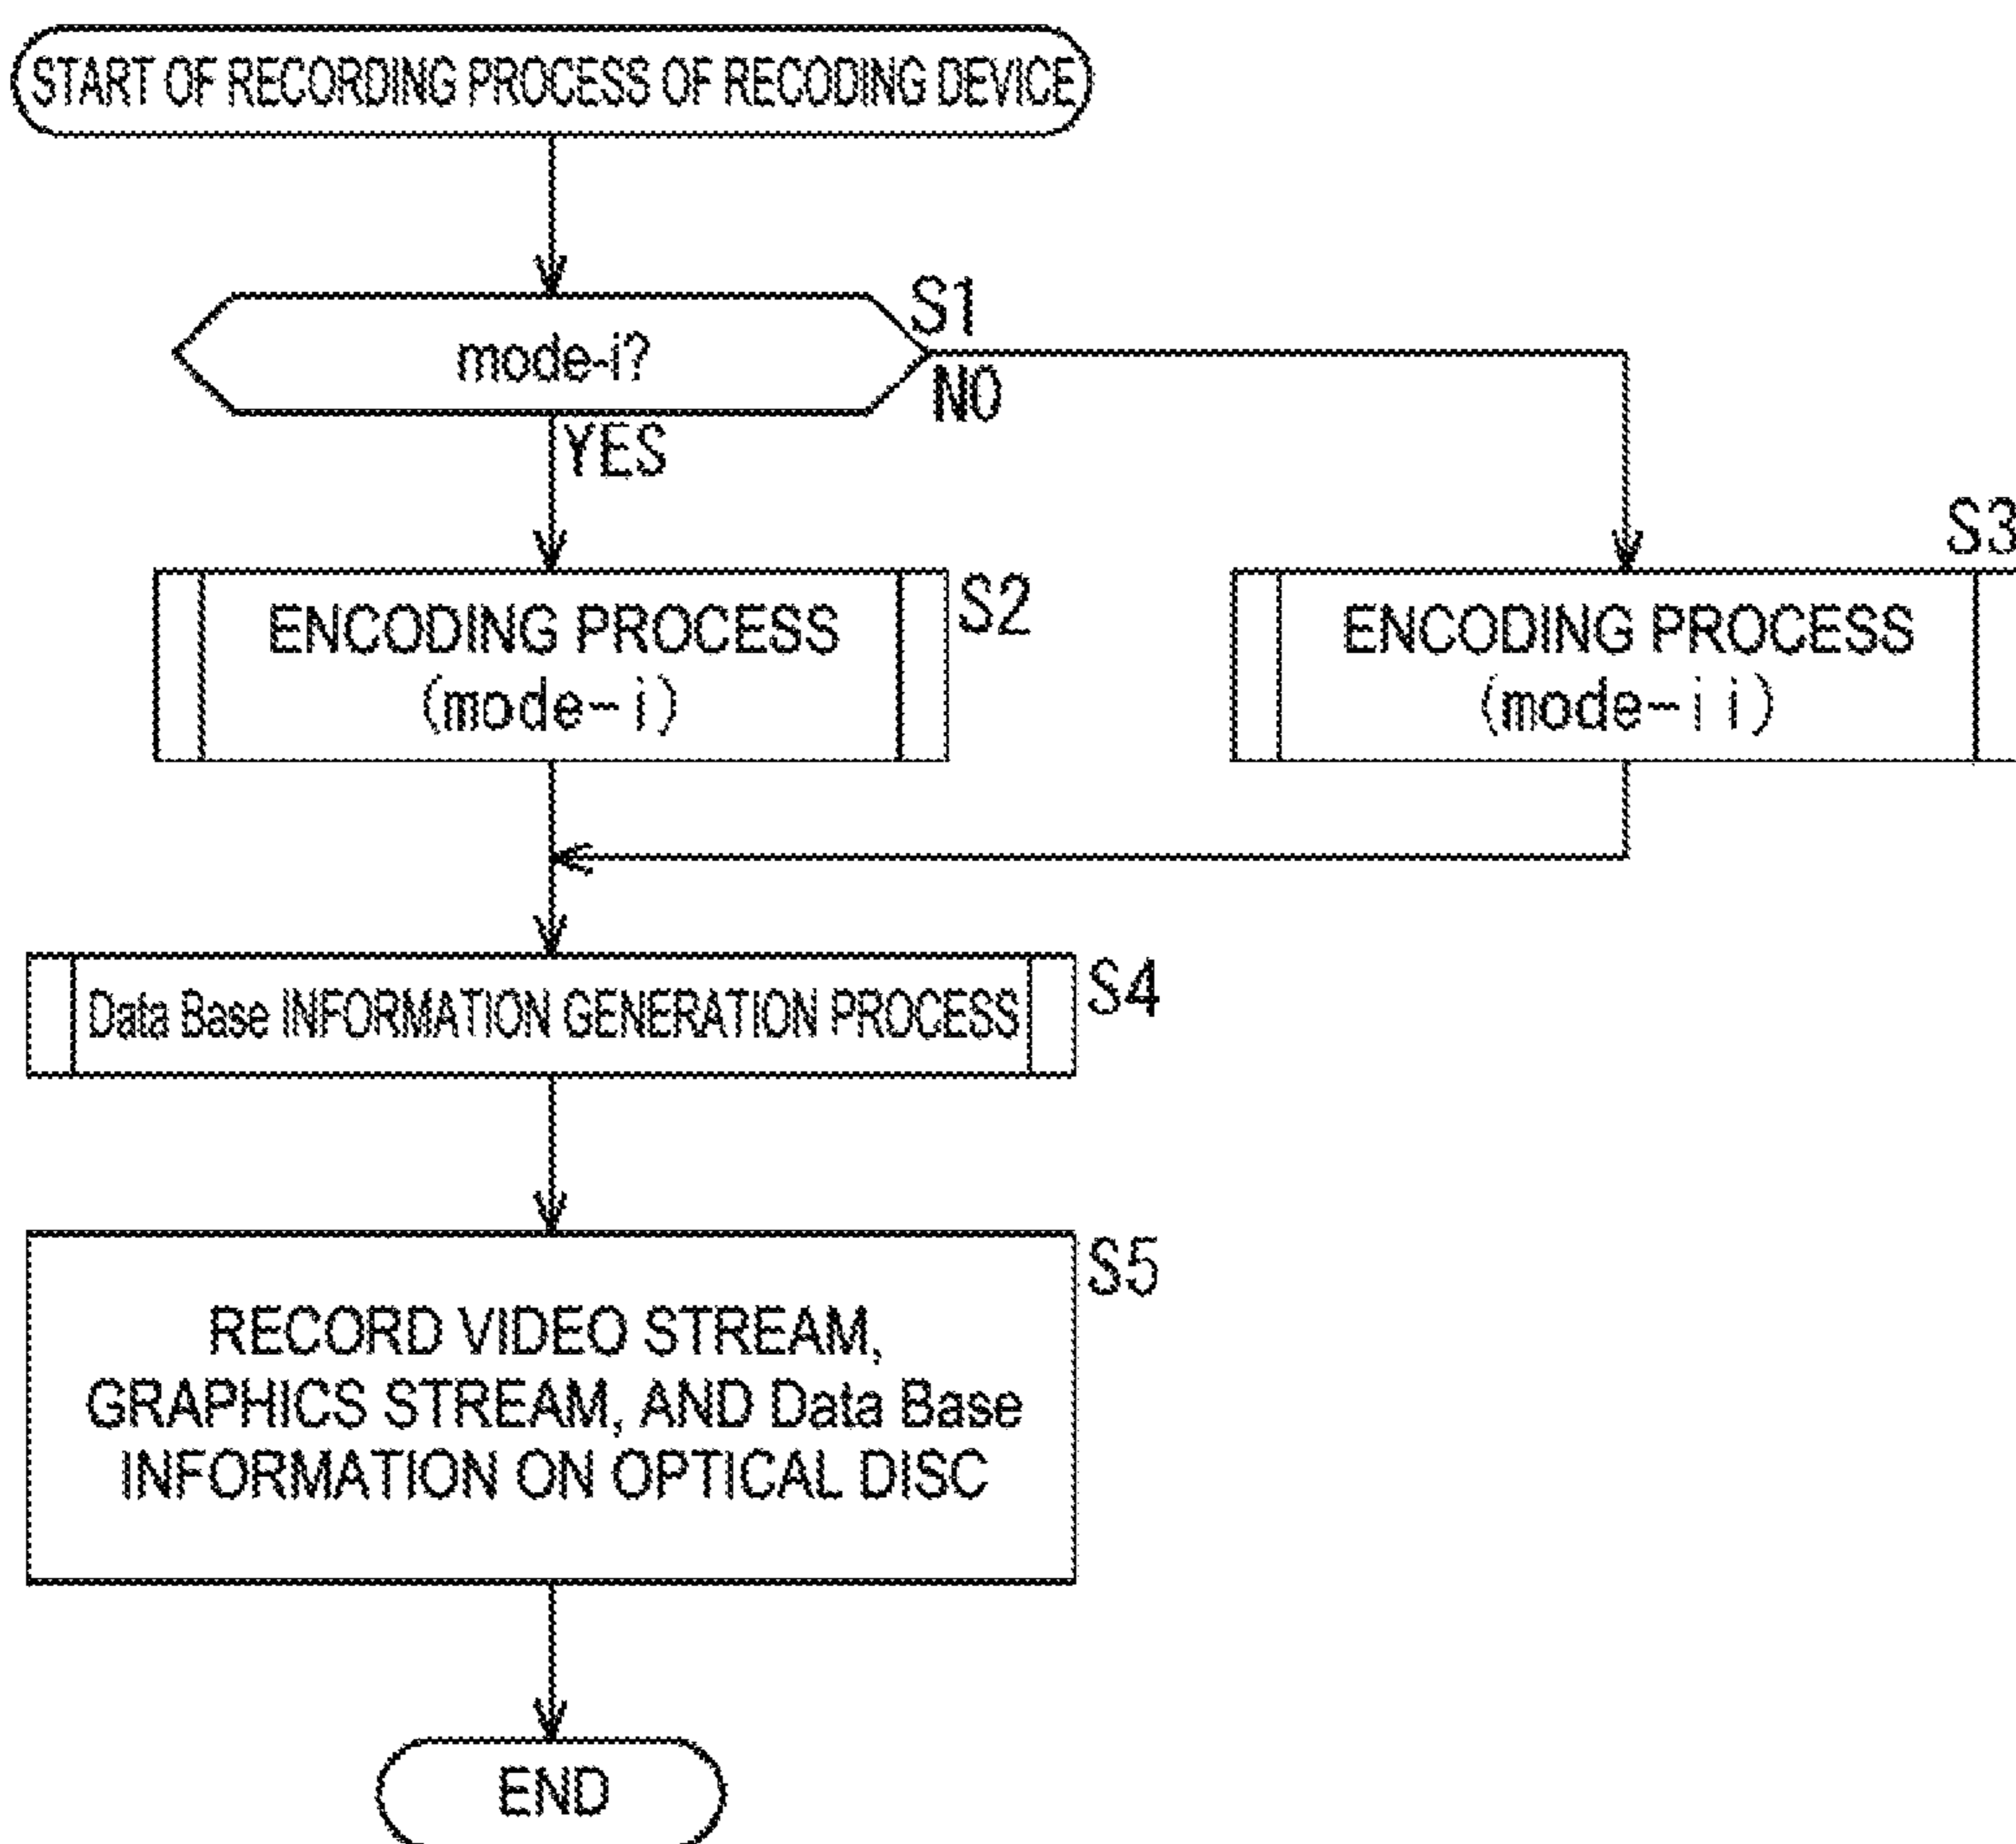 START OF RECORDING PROCESS OF RECODING DEVICE
S1
mode-i?
NO
YES
S2
ENCODING PROCESS
(mode-i)
S3
ENCODING PROCESS
(mode-ii)
S4
Data Base INFORMATION GENERATION PROCESS
S5
RECORD VIDEO STREAM,
GRAPHICS STREAM, AND Data Base
INFORMATION ON OPTICAL DISC
END